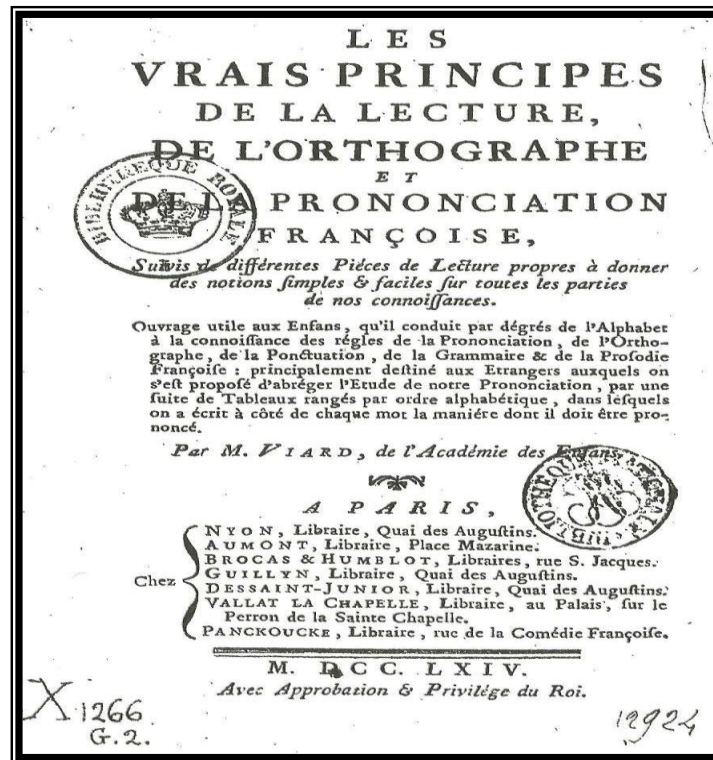 LES
VRAIS PRINCIPES
DE LA LECTURE,
DE L'ORTHOGRAPHE
ET
DE LA PRONONCIATION
FRANÇOISE,
Suivis de différentes Piéces de Lecture propres à donner
des notions ſimples & faciles ſur toutes les parties
de nos connoiſſances.
Ouvrage utile aux Enfans, qu'il conduit par dégrés de l'Alphabet
à la connoiſſance des régles de la Prononciation, de l'Ortho-
graphe, de la Ponctuation, de la Grammaire & de la Proſodie
Françoiſe : principalement deſtiné aux Etrangers auxquels on
s'eſt propoſé d'abréger l'Etude de notre Prononciation, par une
ſuite de Tableaux rangés par ordre alphabétique, dans leſquels
on a écrit à côté de chaque mot la maniére dont il doit être pro-
noncé.
Par M. VIARD, de l'Académie des Enfans.
A PARIS,
Chez
NYON, Libraire, Quai des Auguſtins.
AUMONT, Libraire, Place Mazarine.
BROCAS & HUMBLOT, Libraires, rue S. Jacques.
GUILLYN, Libraire, Quai des Auguſtins.
DESSAINT-JUNIOR, Libraire, Quai des Auguſtins.
VALLAT LA CHAPELLE, Libraire, au Palais, ſur le
Perron de la Sainte Chapelle.
PANCKOUCKE, Libraire, rue de la Comédie Françoiſe.
M. DCC. LXIV.
Avec Approbation & Privilége du Roi.
X 1266
G.2.
12924
BIBLIOTHEQUE ROYALE